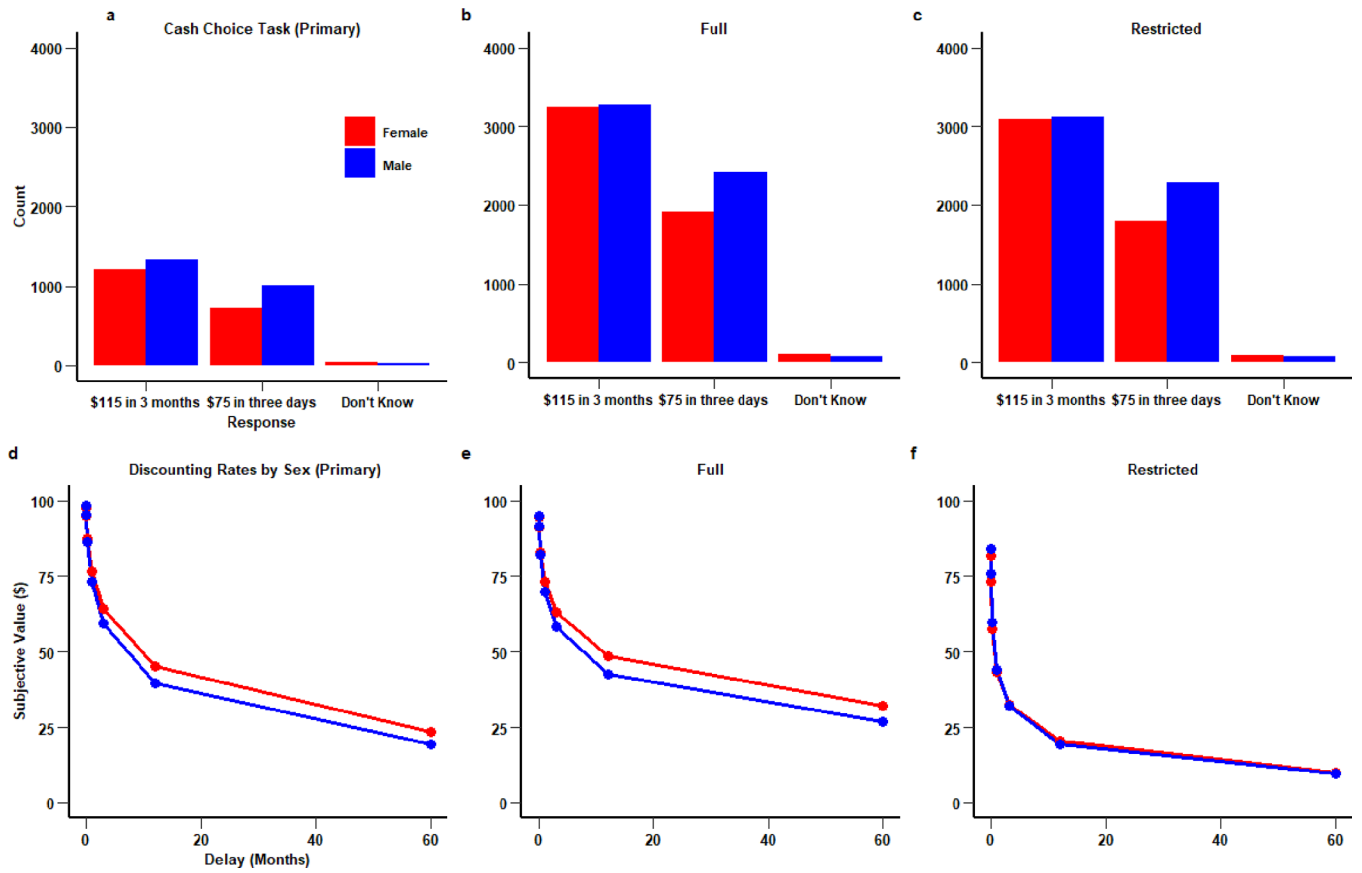 a
Cash Choice Task (Primary)
4000
3000
2000
1000
0
Count
Female
Male
$115 in 3 months
$75 in three days
Don't Know
Response
b
Full
4000
3000
2000
1000
0
$115 in 3 months
$75 in three days
Don't Know
c
Restricted
4000
3000
2000
1000
0
$115 in 3 months
$75 in three days
Don't Know
d
Discounting Rates by Sex (Primary)
100
75
50
25
0
Subjective Value ($)
0
20
40
60
Delay (Months)
e
Full
100
75
50
25
0
0
20
40
60
f
Restricted
100
75
50
25
0
0
20
40
60